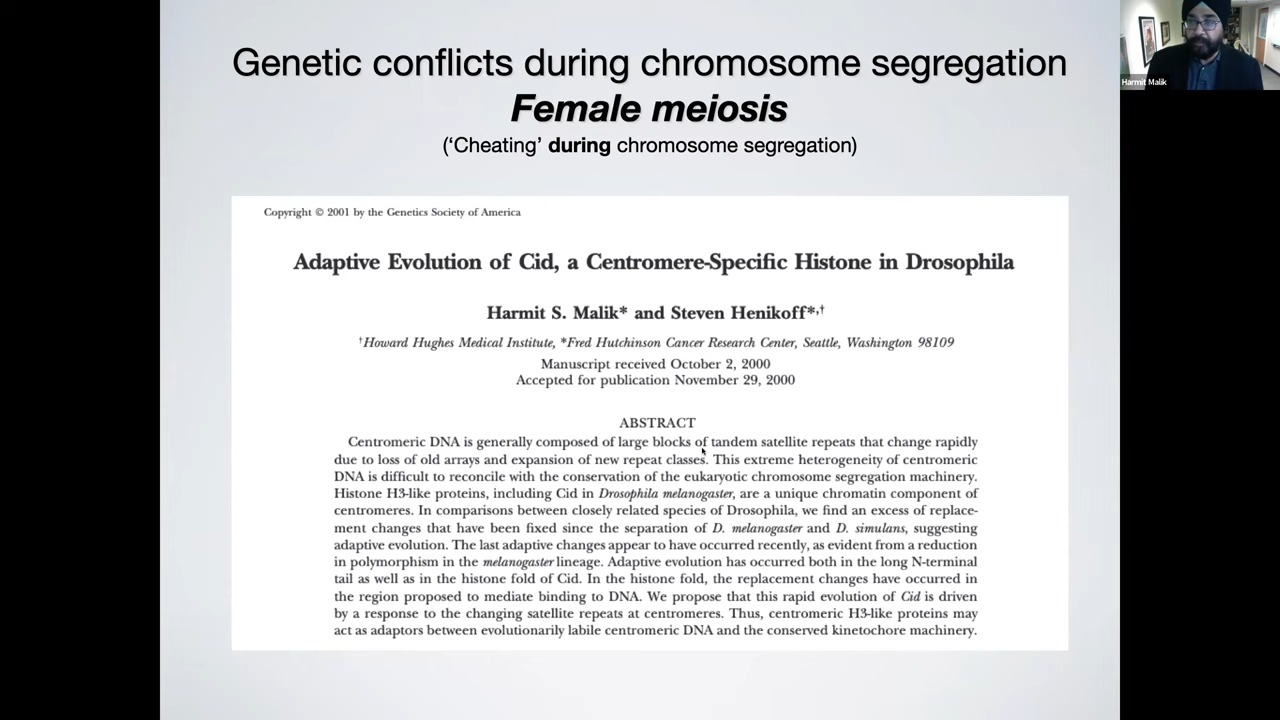 Genetic conflicts during chromosome segregation
Female meiosis
(‘Cheating’ during chromosome segregation)
Harmit Malik
Copyright © 2001 by the Genetics Society of America
Adaptive Evolution of Cid, a Centromere-Specific Histone in Drosophila
Harmit S. Malik* and Steven Henikoff*,†
†Howard Hughes Medical Institute, *Fred Hutchinson Cancer Research Center, Seattle, Washington 98109
Manuscript received October 2, 2000
Accepted for publication November 29, 2000
ABSTRACT
Centromeric DNA is generally composed of large blocks of tandem satellite repeats that change rapidly
due to loss of old arrays and expansion of new repeat classes. This extreme heterogeneity of centromeric
DNA is difficult to reconcile with the conservation of the eukaryotic chromosome segregation machinery.
Histone H3-like proteins, including Cid in Drosophila melanogaster, are a unique chromatin component of
centromeres. In comparisons between closely related species of Drosophila, we find an excess of replace-
ment changes that have been fixed since the separation of D. melanogaster and D. simulans, suggesting
adaptive evolution. The last adaptive changes appear to have occurred recently, as evident from a reduction
in polymorphism in the melanogaster lineage. Adaptive evolution has occurred both in the long N-terminal
tail as well as in the histone fold of Cid. In the histone fold, the replacement changes have occurred in
the region proposed to mediate binding to DNA. We propose that this rapid evolution of Cid is driven
by a response to the changing satellite repeats at centromeres. Thus, centromeric H3-like proteins may
act as adaptors between evolutionarily labile centromeric DNA and the conserved kinetochore machinery.